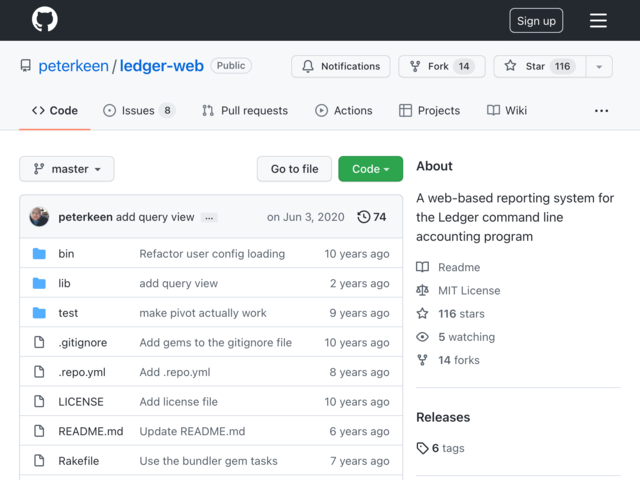 Sign up
peterkeen / ledger-web Public
Notifications Fork 14 Star 116
Code Issues 8 Pull requests Actions Projects Wiki ...
master Go to file Code
About
A web-based reporting system for
the Ledger command line
accounting program
peterkeen add query view ... on Jun 3, 2020 74
bin Refactor user config loading 10 years ago
lib add query view 2 years ago
test make pivot actually work 9 years ago
.gitignore Add gems to the gitignore file 10 years ago
.repo.yml Add .repo.yml 8 years ago
LICENSE Add license file 10 years ago
README.md Update README.md 6 years ago
Rakefile Use the bundler gem tasks 7 years ago
Readme
MIT License
116 stars
5 watching
14 forks
Releases
6 tags